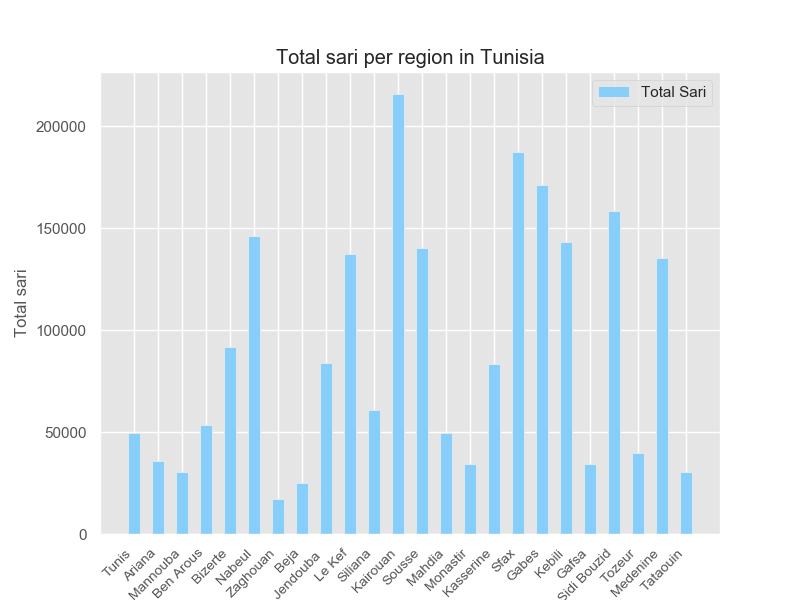 Total sari per region in Tunisia
Total Sari
Total sari
200000
150000
100000
50000
0
Tunis
Ariana
Mannouba
Ben Arous
Bizerte
Nabeul
Zaghouan
Beja
Jendouba
Le Kef
Siliana
Kairouan
Sousse
Mahdia
Monastir
Kasserine
Sfax
Gabes
Kebili
Gafsa
Sidi Bouzid
Tozeur
Medenine
Tataouin